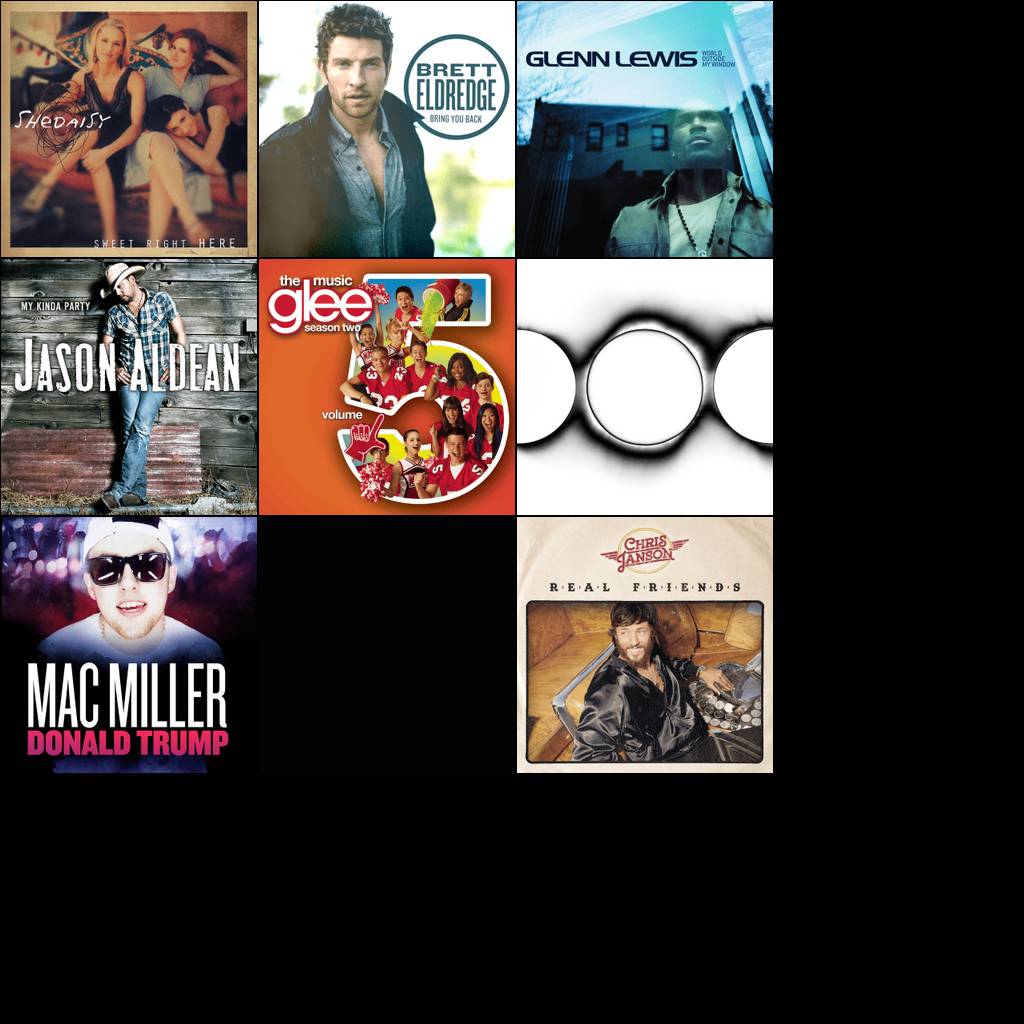 SHeDAISY
SWEET RIGHT HERE
BRETT
ELDREDGE
BRING YOU BACK
GLENN LEWIS
WORLD
OUTSIDE
MY WINDOW
MY KINDA PARTY
JASON ALDEAN
the music
glee
season two
volume
5
MAC MILLER
DONALD TRUMP
CHRIS
JANSON
REAL FRIENDS